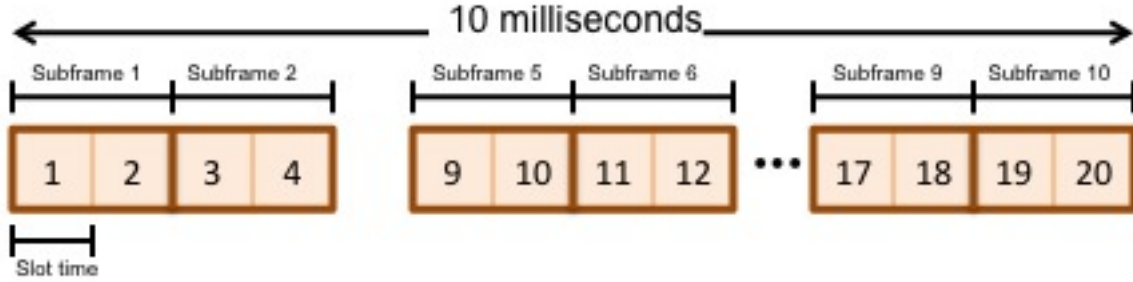 10 milliseconds
Subframe 1 Subframe 2 Subframe 5 Subframe 6 Subframe 9 Subframe 10
1 2 3 4 9 10 11 12 ••• 17 18 19 20
Slot time